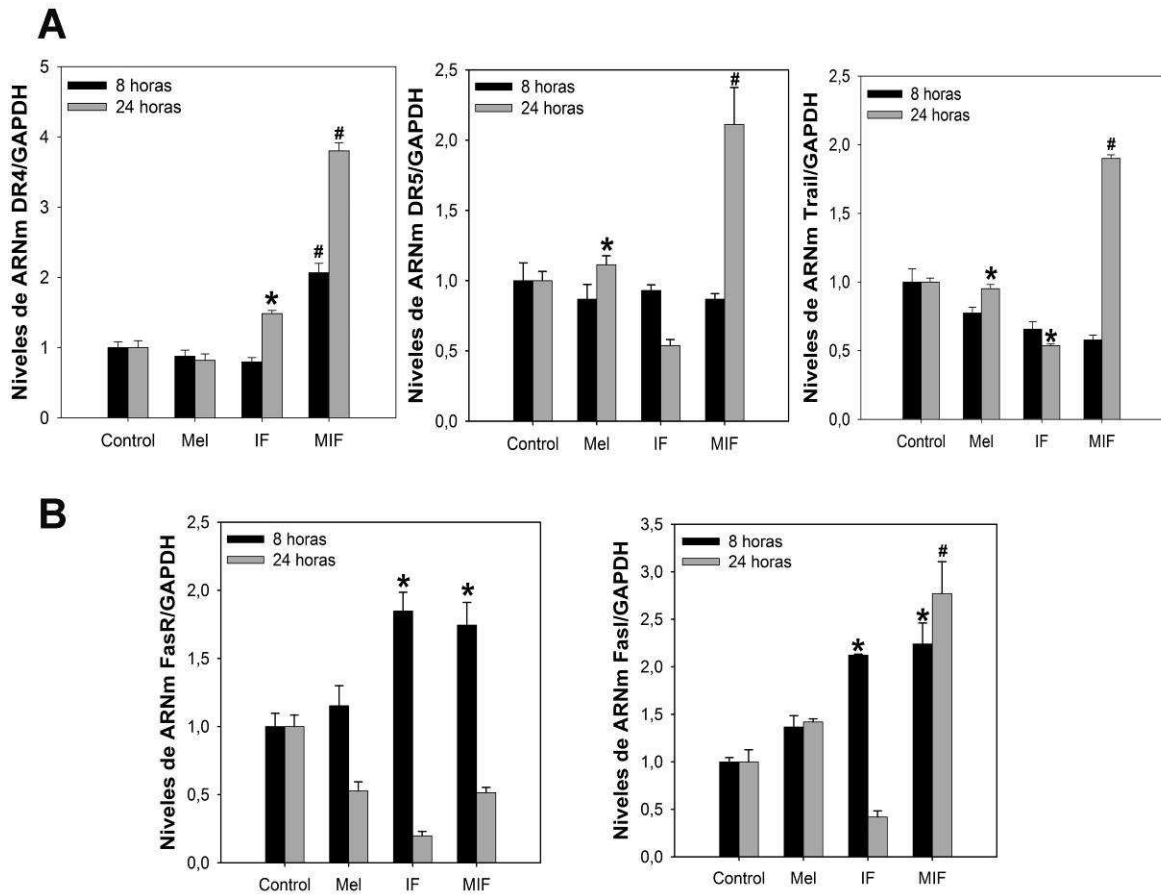 A
Niveles de ARNm DR4/GAPDH
5
4
3
2
1
0
8 horas
24 horas
*
#
#
Control Mel IF MIF
Niveles de ARNm DR5/GAPDH
2,5
2,0
1,5
1,0
0,5
0,0
8 horas
24 horas
*
#
Control Mel IF MIF
Niveles de ARNm Trail/GAPDH
2,5
2,0
1,5
1,0
0,5
0,0
8 horas
24 horas
*
*
#
Control Mel IF MIF
B
Niveles de ARNm FasR/GAPDH
2,5
2,0
1,5
1,0
0,5
0,0
8 horas
24 horas
*
*
Control Mel IF MIF
Niveles de ARNm Fasl/GAPDH
3,5
3,0
2,5
2,0
1,5
1,0
0,5
0,0
8 horas
24 horas
*
*
#
Control Mel IF MIF